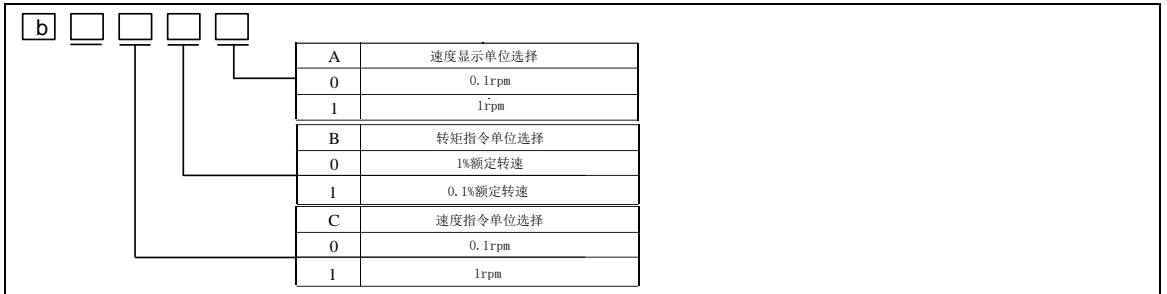 b
A 速度显示单位选择
0 0.1rpm
1 1rpm
B 转矩指令单位选择
0 1%额定转速
1 0.1%额定转速
C 速度指令单位选择
0 0.1rpm
1 1rpm